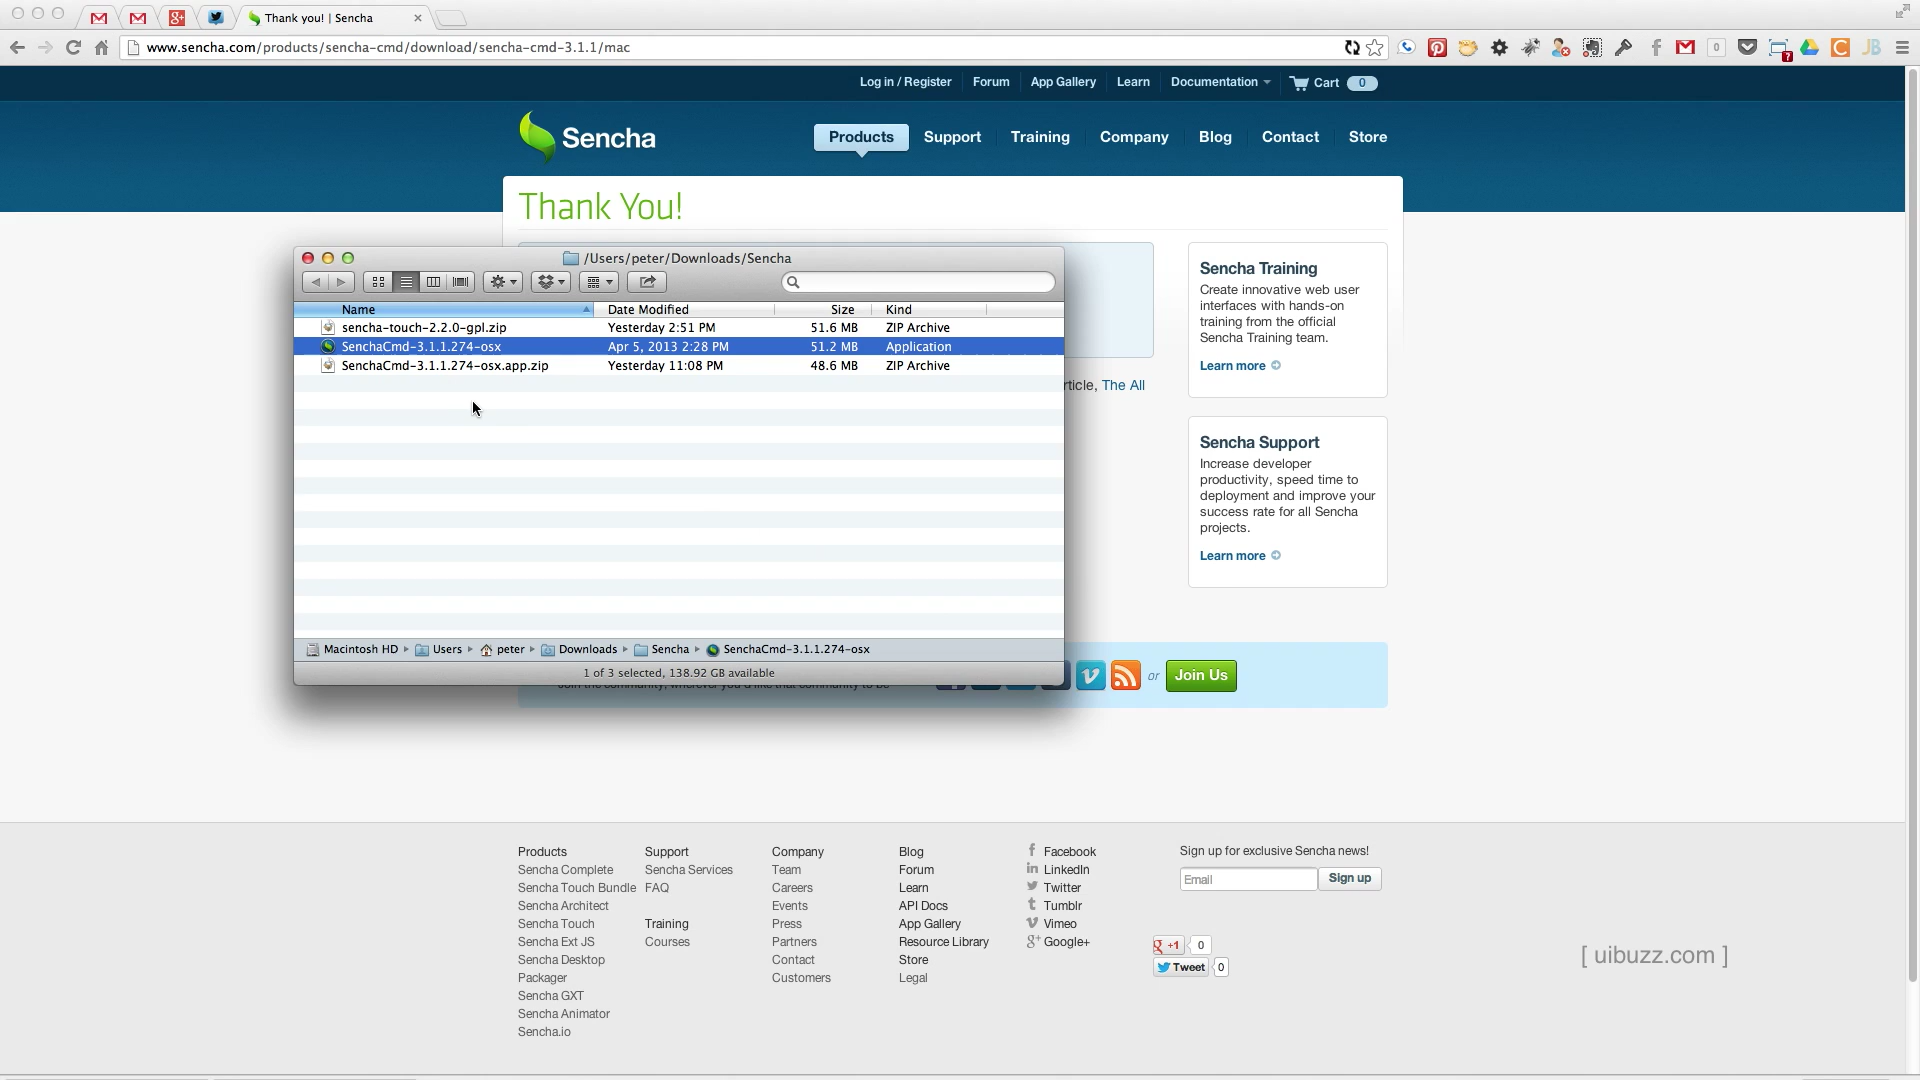 Thank you! | Sencha
www.sencha.com/products/sencha-cmd/download/sencha-cmd-3.1.1/mac
0
?
JB
Log in / Register Forum App Gallery Learn Documentation Cart 0
Sencha
Products Support Training Company Blog Contact Store
Thank You!
/Users/peter/Downloads/Sencha
Name Date Modified Size Kind
sencha-touch-2.2.0-gpl.zip Yesterday 2:51 PM 51.6 MB ZIP Archive
SenchaCmd-3.1.1.274-osx Apr 5, 2013 2:28 PM 51.2 MB Application
SenchaCmd-3.1.1.274-osx.app.zip Yesterday 11:08 PM 48.6 MB ZIP Archive
Macintosh HD Users peter Downloads Sencha SenchaCmd-3.1.1.274-osx
1 of 3 selected, 138.92 GB available
The All
Sencha Training
Create innovative web user
interfaces with hands-on
training from the official
Sencha Training team.
Learn more
Sencha Support
Increase developer
productivity, speed time to
deployment and improve your
success rate for all Sencha
projects.
Learn more
or Join Us
Products
Sencha Complete
Sencha Touch Bundle
Sencha Architect
Sencha Touch
Sencha Ext JS
Sencha Desktop
Packager
Sencha GXT
Sencha Animator
Sencha.io
Support
Sencha Services
FAQ
Training
Courses
Company
Team
Careers
Events
Press
Partners
Contact
Customers
Blog
Forum
Learn
API Docs
App Gallery
Resource Library
Store
Legal
Facebook
LinkedIn
Twitter
Tumblr
Vimeo
Google+
Sign up for exclusive Sencha news!
Email Sign up
+1 0
Tweet 0
[ uibuzz.com ]